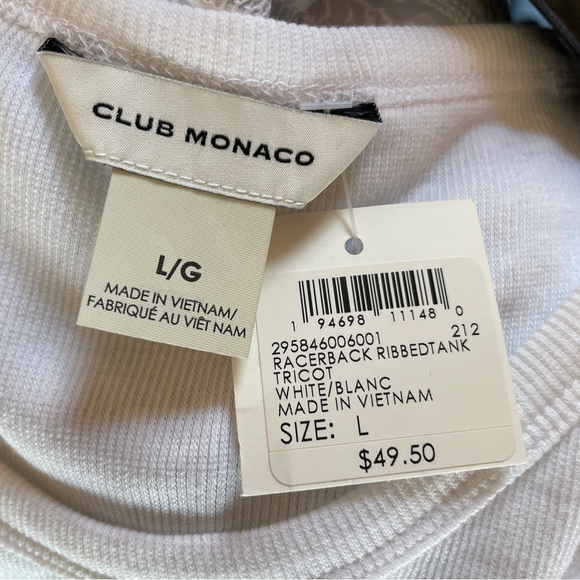 CLUB MONACO
L/G
MADE IN VIETNAM/
FABRIQUÉ AU VIÊT NAM
1 94698 11148 0
295846006001 212
RACERBACK RIBBEDTANK
TRICOT
WHITE/BLANC
MADE IN VIETNAM
SIZE: L
$49.50